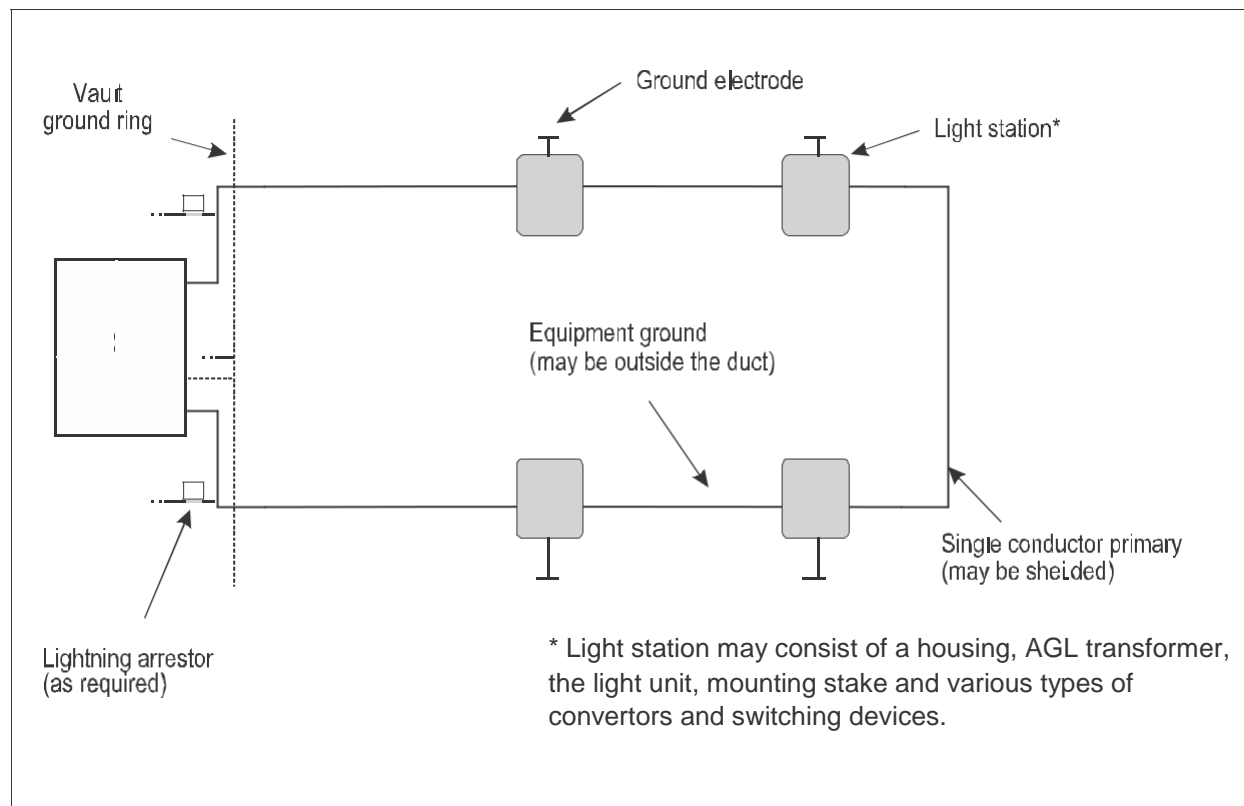 Vault
ground ring
Ground electrode
Light station*
Equipment ground
(may be outside the duct)
Single conductor primary
(may be sheilded)
Lightning arrestor
(as required)
* Light station may consist of a housing, AGL transformer,
the light unit, mounting stake and various types of
convertors and switching devices.